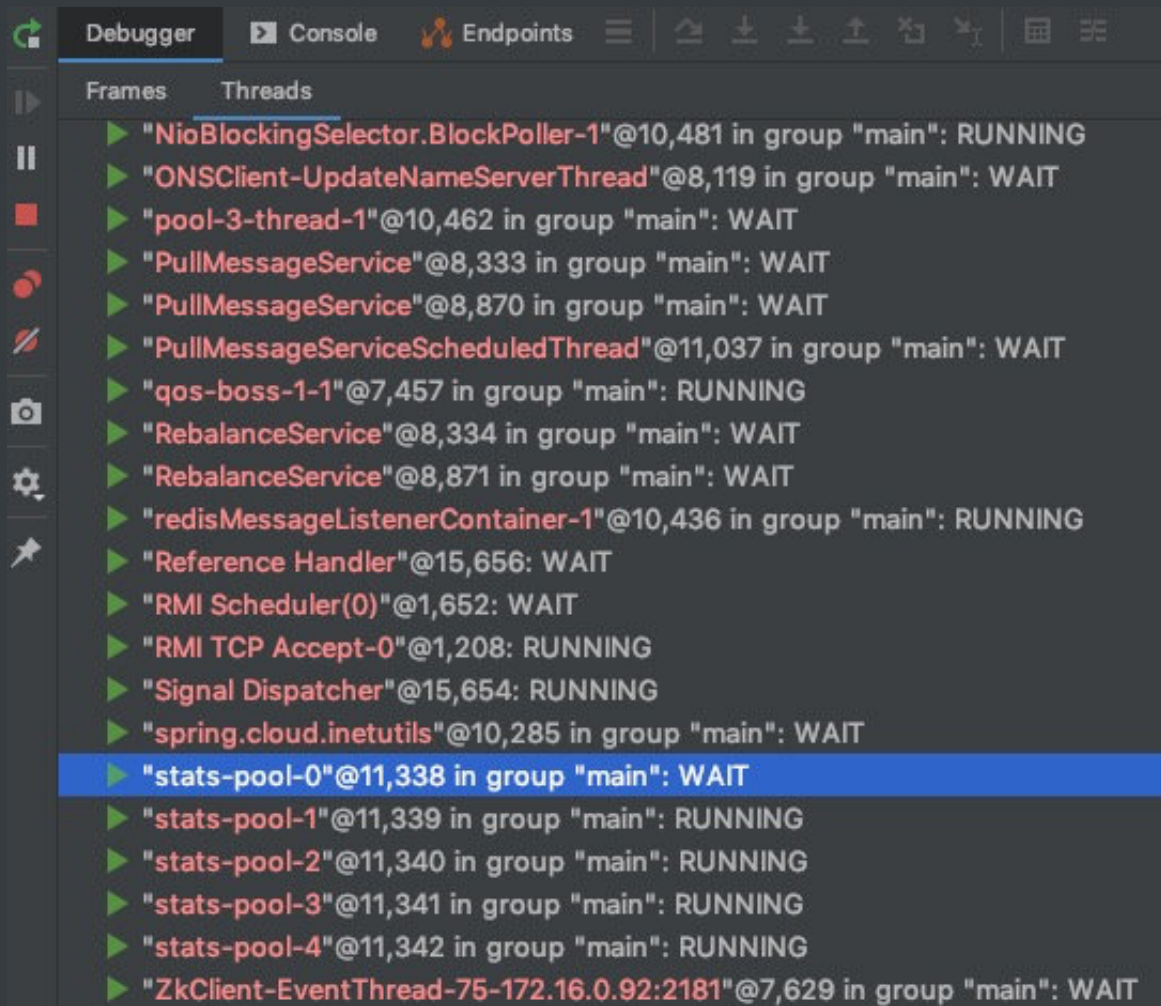 Debugger Console Endpoints
Frames Threads
"NioBlockingSelector.BlockPoller-1"@10,481 in group "main": RUNNING
"ONSClient-UpdateNameServerThread"@8,119 in group "main": WAIT
"pool-3-thread-1"@10,462 in group "main": WAIT
"PullMessageService"@8,333 in group "main": WAIT
"PullMessageService"@8,870 in group "main": WAIT
"PullMessageServiceScheduledThread"@11,037 in group "main": WAIT
"qos-boss-1-1"@7,457 in group "main": RUNNING
"RebalanceService"@8,334 in group "main": WAIT
"RebalanceService"@8,871 in group "main": WAIT
"redisMessageListenerContainer-1"@10,436 in group "main": RUNNING
"Reference Handler"@15,656: WAIT
"RMI Scheduler(0)"@1,652: WAIT
"RMI TCP Accept-0"@1,208: RUNNING
"Signal Dispatcher"@15,654: RUNNING
"spring.cloud.inetutils"@10,285 in group "main": WAIT
"stats-pool-0"@11,338 in group "main": WAIT
"stats-pool-1"@11,339 in group "main": RUNNING
"stats-pool-2"@11,340 in group "main": RUNNING
"stats-pool-3"@11,341 in group "main": RUNNING
"stats-pool-4"@11,342 in group "main": RUNNING
"ZkClient-EventThread-75-172.16.0.92:2181"@7,629 in group "main": WAIT